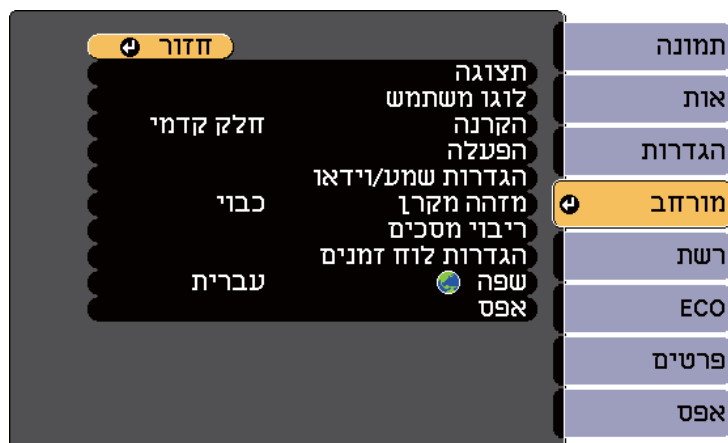 חזור
תצוגה
לוגו משתמש
הקרנה חלק קדמי
הפעלה
הגדרות שמע/וידאו
מזהה מקרן כבוי
ריבוי מסכים
הגדרות לוח זמנים
שפה עברית
אפס
תמונה
אות
הגדרות
מורחב
רשת
ECO
פרטים
אפס